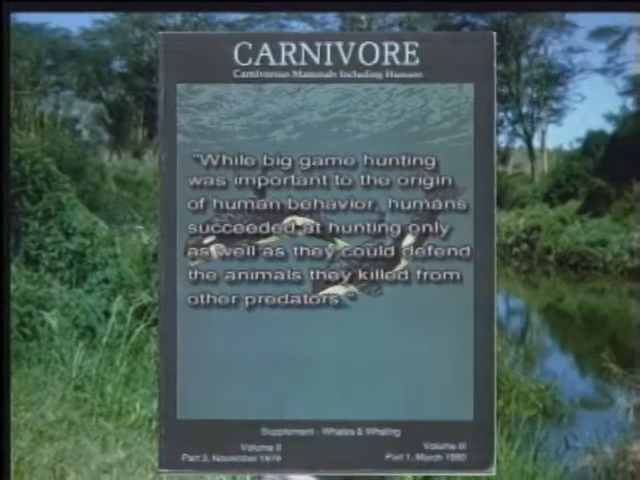 CARNIVORE
Carnivorous Mammals Including Humans
"While big game hunting
was important to the origin
of human behavior, humans
succeeded at hunting only
as well as they could defend
the animals they killed from
other predators."
Supplement - Whales & Whaling
Volume II
Part 3, November 1979
Volume III
Part 1, March 1980